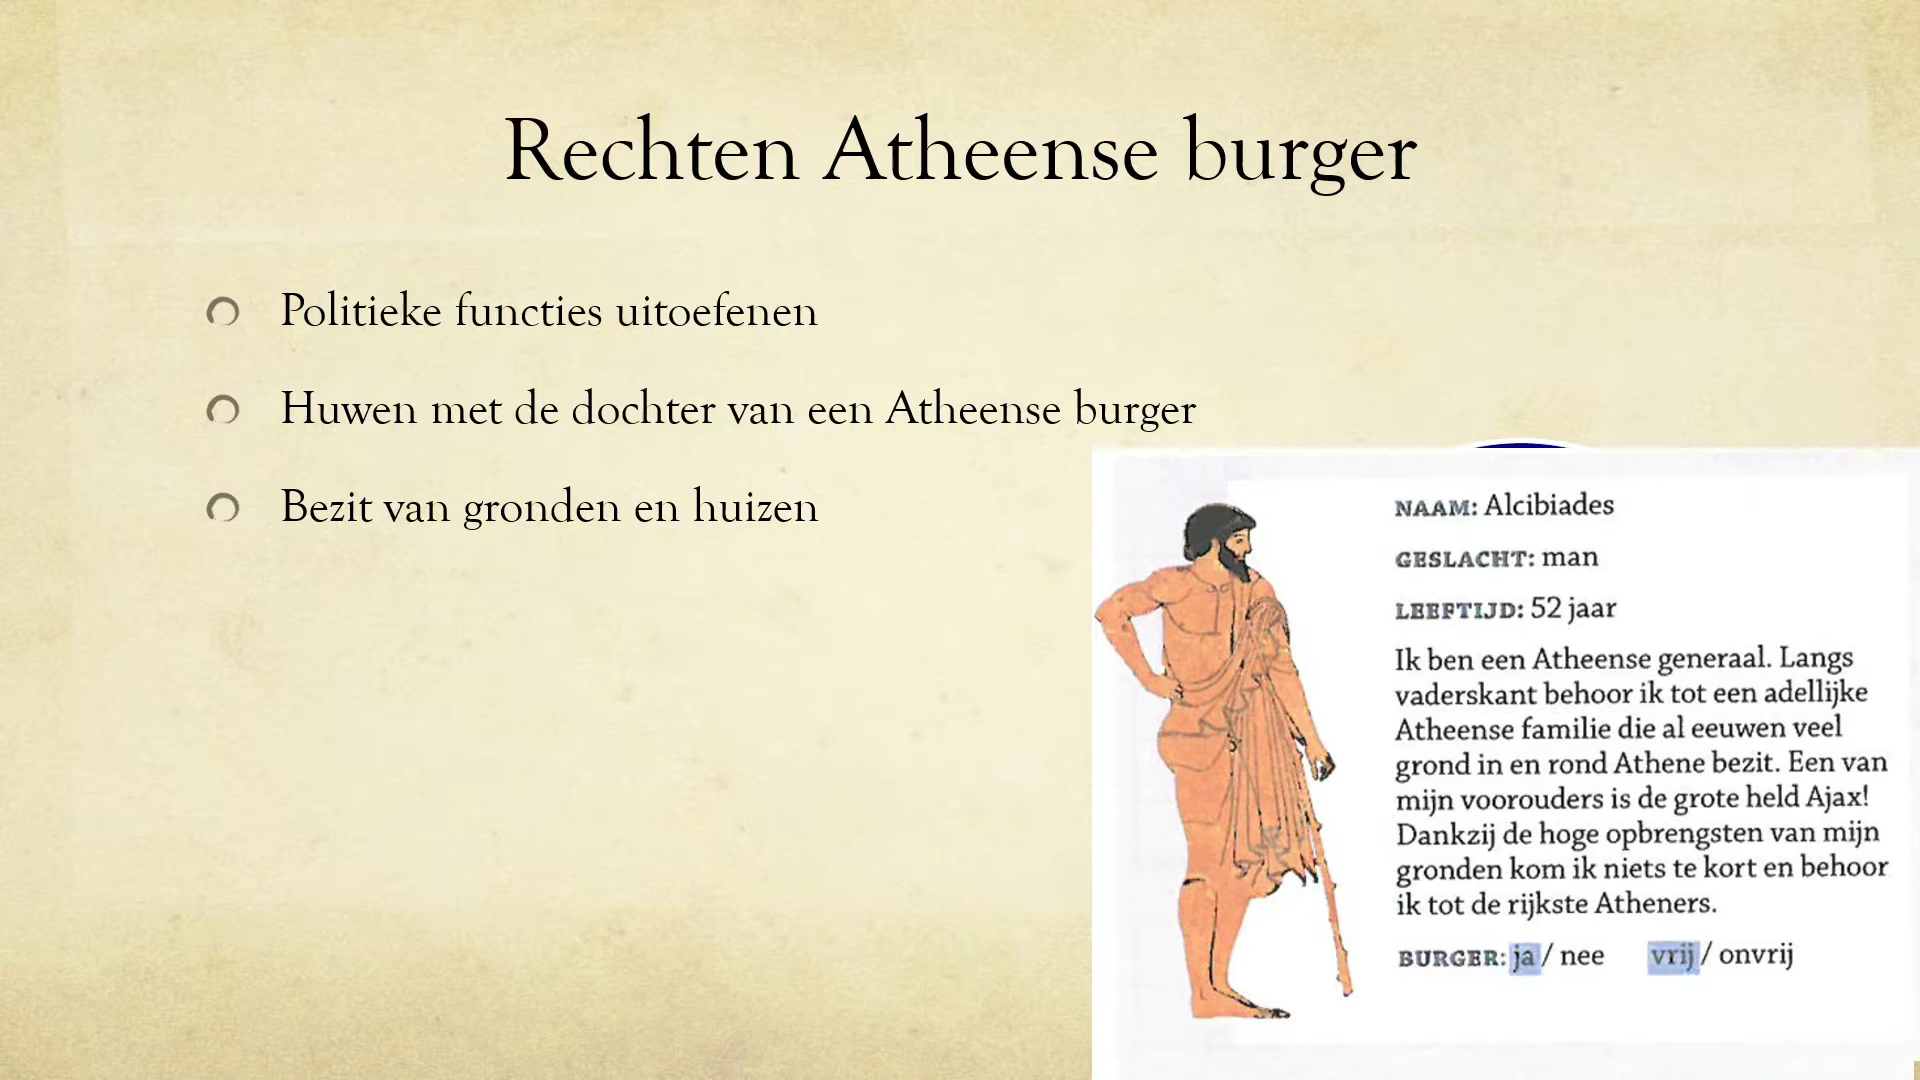 Rechten Atheense burger
Politieke functies uitoefenen
Huwen met de dochter van een Atheense burger
Bezit van gronden en huizen
NAAM: Alcibiades
GESLACHT: man
LEEFTIJD: 52 jaar
Ik ben een Atheense generaal. Langs
vaderskant behoor ik tot een adellijke
Atheense familie die al eeuwen veel
grond in en rond Athene bezit. Een van
mijn voorouders is de grote held Ajax!
Dankzij de hoge opbrengsten van mijn
gronden kom ik niets te kort en behoor
ik tot de rijkste Atheners.
BURGER: ja / nee vrij / onvrij